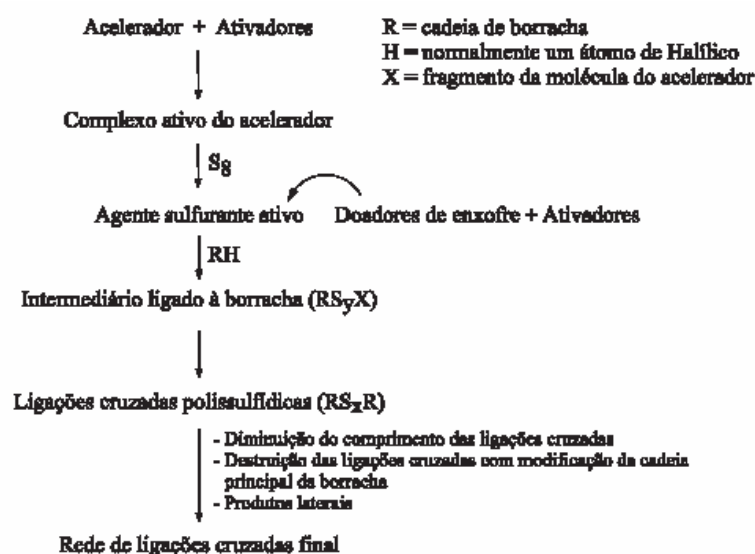 Acelerador + Ativadores
R = cadeia de borracha
H = normalmente um átomo de Halílico
X = fragmento da molécula do acelerador
Complexo ativo do acelerador
S8
Agente sulfurante ativo
Doadores de enxofre + Ativadores
RH
Intermediário ligado à borracha (RSyX)
Ligações cruzadas polissulfídicas (RSxR)
- Diminuição do comprimento das ligações cruzadas
- Destruição das ligações cruzadas com modificação da cadeia
principal da borracha
- Produtos laterais
Rede de ligações cruzadas final